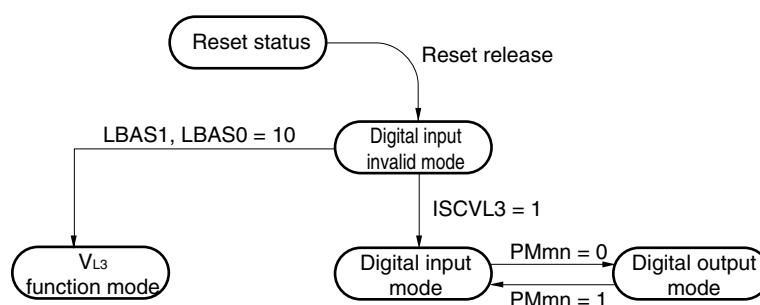 Reset status
Reset release
LBAS1, LBAS0 = 10
Digital input
invalid mode
ISCVL3 = 1
VL3
function mode
Digital input
mode
PMmn = 0
PMmn = 1
Digital output
mode